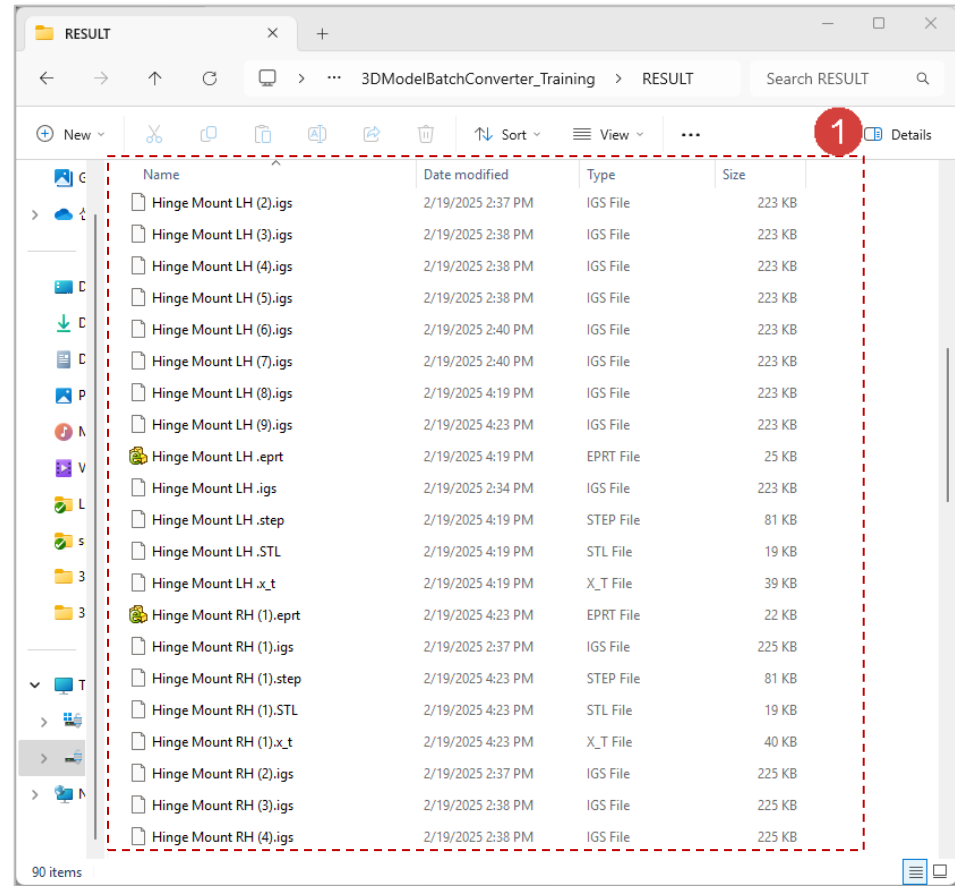 RESULT
3DModelBatchConverter_Training > RESULT
Search RESULT
New
Sort
View
1
Details
Name Date modified Type Size
Hinge Mount LH (2).igs 2/19/2025 2:37 PM IGS File 223 KB
Hinge Mount LH (3).igs 2/19/2025 2:38 PM IGS File 223 KB
Hinge Mount LH (4).igs 2/19/2025 2:38 PM IGS File 223 KB
Hinge Mount LH (5).igs 2/19/2025 2:38 PM IGS File 223 KB
Hinge Mount LH (6).igs 2/19/2025 2:40 PM IGS File 223 KB
Hinge Mount LH (7).igs 2/19/2025 2:40 PM IGS File 223 KB
Hinge Mount LH (8).igs 2/19/2025 4:19 PM IGS File 223 KB
Hinge Mount LH (9).igs 2/19/2025 4:23 PM IGS File 223 KB
Hinge Mount LH .eprt 2/19/2025 4:19 PM EPRT File 25 KB
Hinge Mount LH .igs 2/19/2025 2:34 PM IGS File 223 KB
Hinge Mount LH .step 2/19/2025 4:19 PM STEP File 81 KB
Hinge Mount LH .STL 2/19/2025 4:19 PM STL File 19 KB
Hinge Mount LH .x_t 2/19/2025 4:19 PM X_T File 39 KB
Hinge Mount RH (1).eprt 2/19/2025 4:23 PM EPRT File 22 KB
Hinge Mount RH (1).igs 2/19/2025 2:37 PM IGS File 225 KB
Hinge Mount RH (1).step 2/19/2025 4:23 PM STEP File 81 KB
Hinge Mount RH (1).STL 2/19/2025 4:23 PM STL File 19 KB
Hinge Mount RH (1).x_t 2/19/2025 4:23 PM X_T File 40 KB
Hinge Mount RH (2).igs 2/19/2025 2:37 PM IGS File 225 KB
Hinge Mount RH (3).igs 2/19/2025 2:38 PM IGS File 225 KB
Hinge Mount RH (4).igs 2/19/2025 2:38 PM IGS File 225 KB
90 items